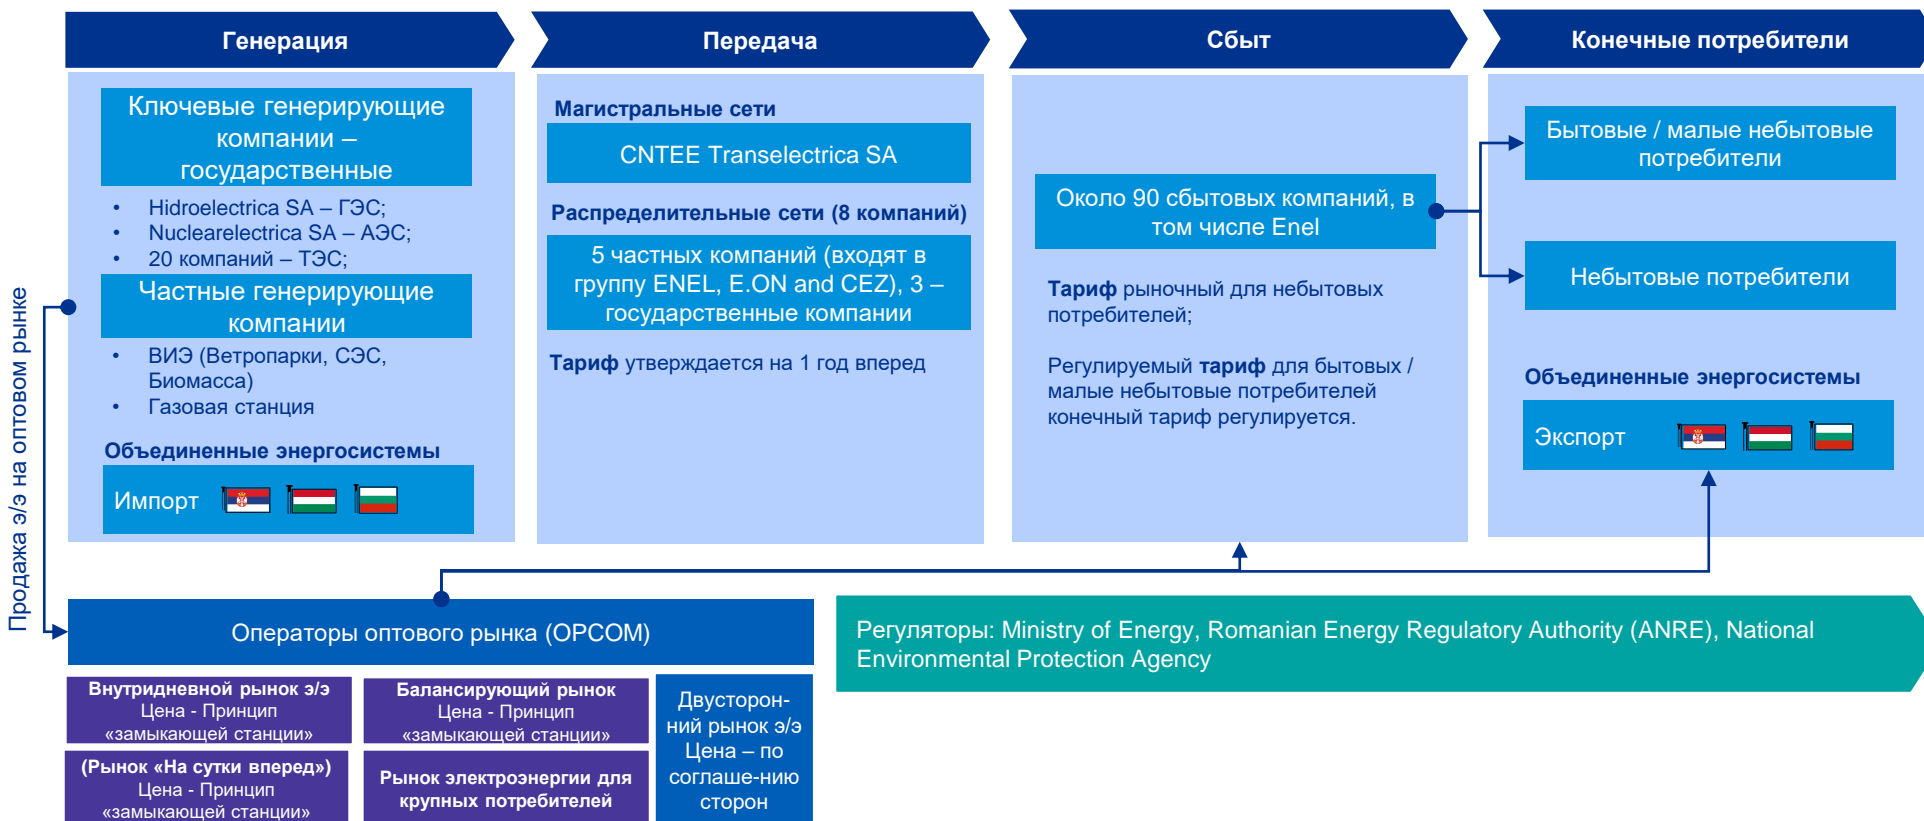 Генерация
Передача
Сбыт
Конечные потребители
Ключевые генерирующие
компании –
государственные
• Hidroelectrica SA – ГЭС;
• Nuclearelectrica SA – АЭС;
• 20 компаний – ТЭС;
Частные генерирующие
компании
• ВИЭ (Ветропарки, СЭС,
Биомасса)
• Газовая станция
Объединенные энергосистемы
Импорт
Магистральные сети
CNTEE Transelectrica SA
Распределительные сети (8 компаний)
5 частных компаний (входят в
группу ENEL, E.ON and CEZ), 3 –
государственные компании
Тариф утверждается на 1 год вперед
Около 90 сбытовых компаний, в
том числе Enel
Тариф рыночный для небытовых
потребителей;
Регулируемый тариф для бытовых /
малые небытовые потребителей
конечный тариф регулируется.
Бытовые / малые небытовые
потребители
Небытовые потребители
Объединенные энергосистемы
Экспорт
Продажа э/э на оптовом рынке
Операторы оптового рынка (OPCOM)
Регуляторы: Ministry of Energy, Romanian Energy Regulatory Authority (ANRE), National
Environmental Protection Agency
Внутридневной рынок э/э
Цена - Принцип
«замыкающей станции»
Балансирующий рынок
Цена - Принцип
«замыкающей станции»
(Рынок «На сутки вперед»)
Цена - Принцип
«замыкающей станции»
Рынок электроэнергии для
крупных потребителей
Двусторон-
ний рынок э/э
Цена – по
соглаше-нию
сторон